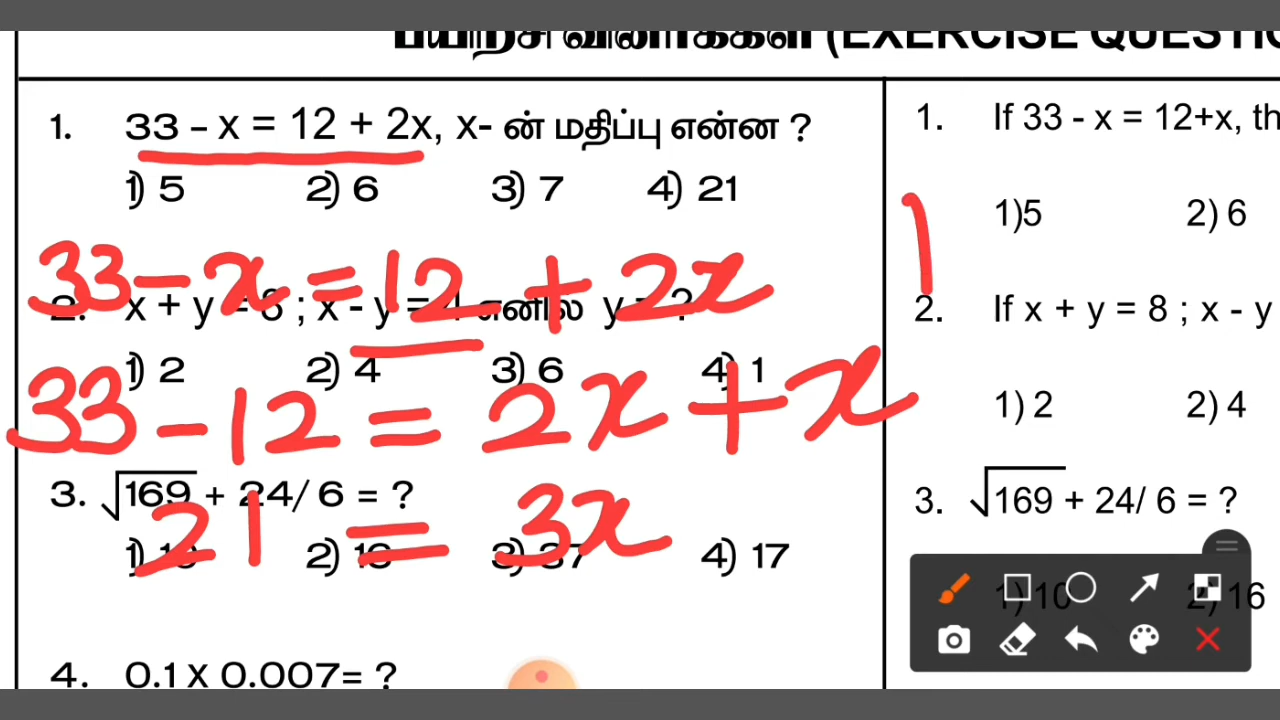 பயிற்சி வினாக்கள் (EXERCISE QUESTIO
1. 33 – x = 12 + 2x, x- ன் மதிப்பு என்ன ?
1) 5 2) 6 3) 7 4) 21
33 - x = 12 + 2x
2. x + y = 8 ; x - y = 4 எனில் y = ?
1) 2 2) 4 3) 6 4) 1
33 - 12 = 2x + x
3. √169 + 24/ 6 = ?
21 = 3x
1) 2) 3) 37 4) 17
4. 0.1 x 0.007= ?
1. If 33 - x = 12+x, th
1)5 2) 6
1
2. If x + y = 8 ; x - y
1) 2 2) 4
3. √169 + 24/ 6 = ?
1) 10 2) 16